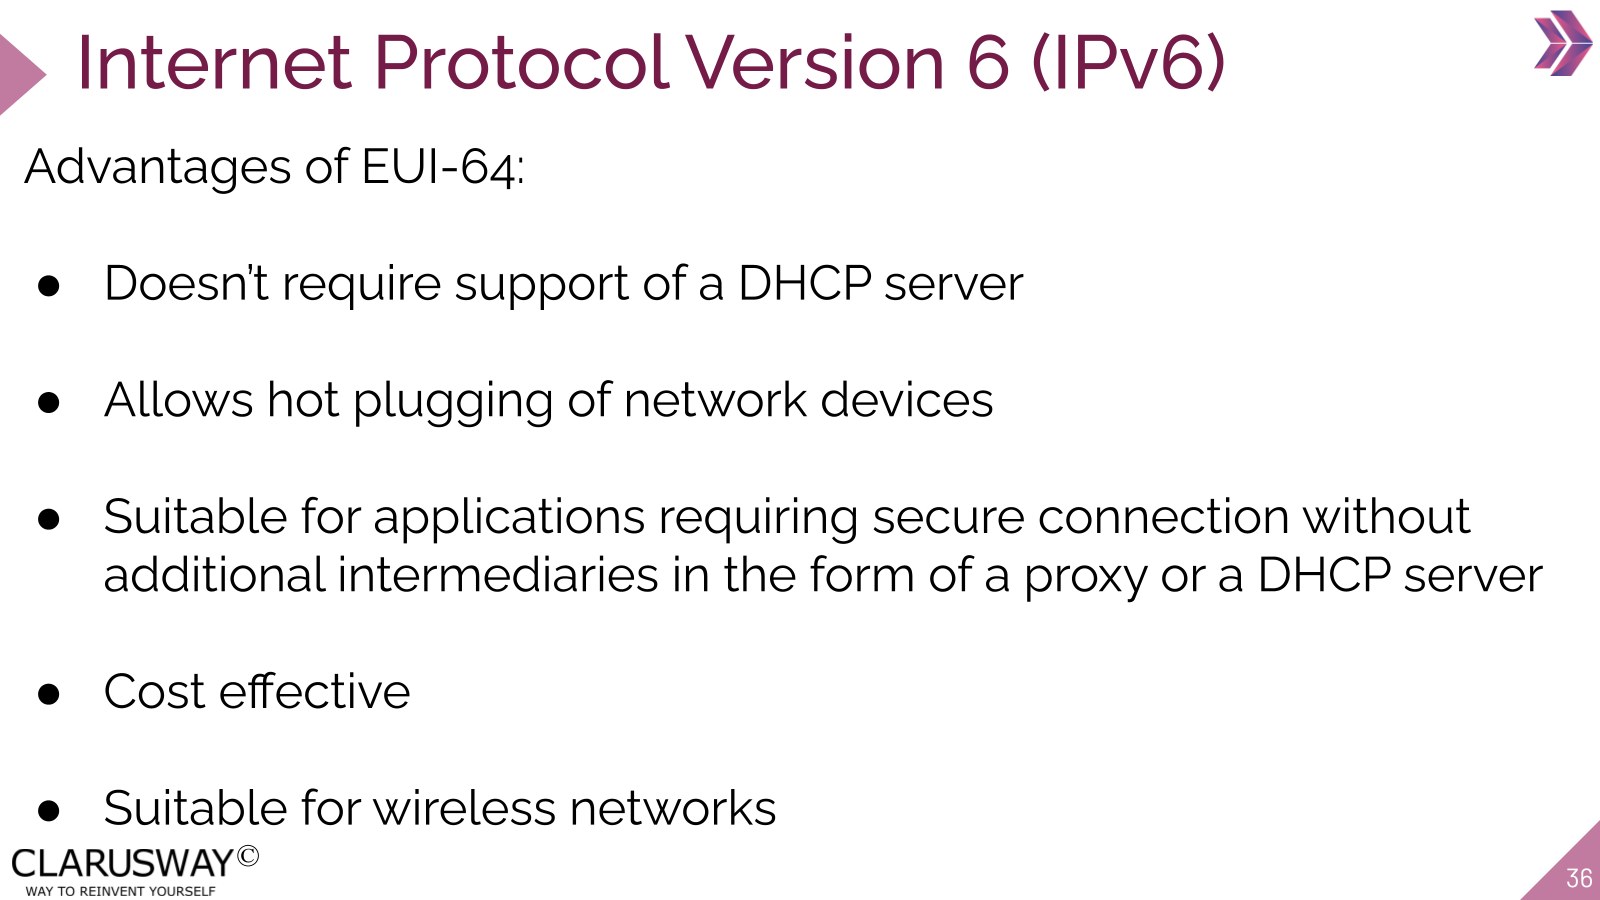 Internet Protocol Version 6 (IPv6)
Advantages of EUI-64:
● Doesn’t require support of a DHCP server
● Allows hot plugging of network devices
● Suitable for applications requiring secure connection without
additional intermediaries in the form of a proxy or a DHCP server
● Cost effective
● Suitable for wireless networks
CLARUSWAY©
WAY TO REINVENT YOURSELF
36